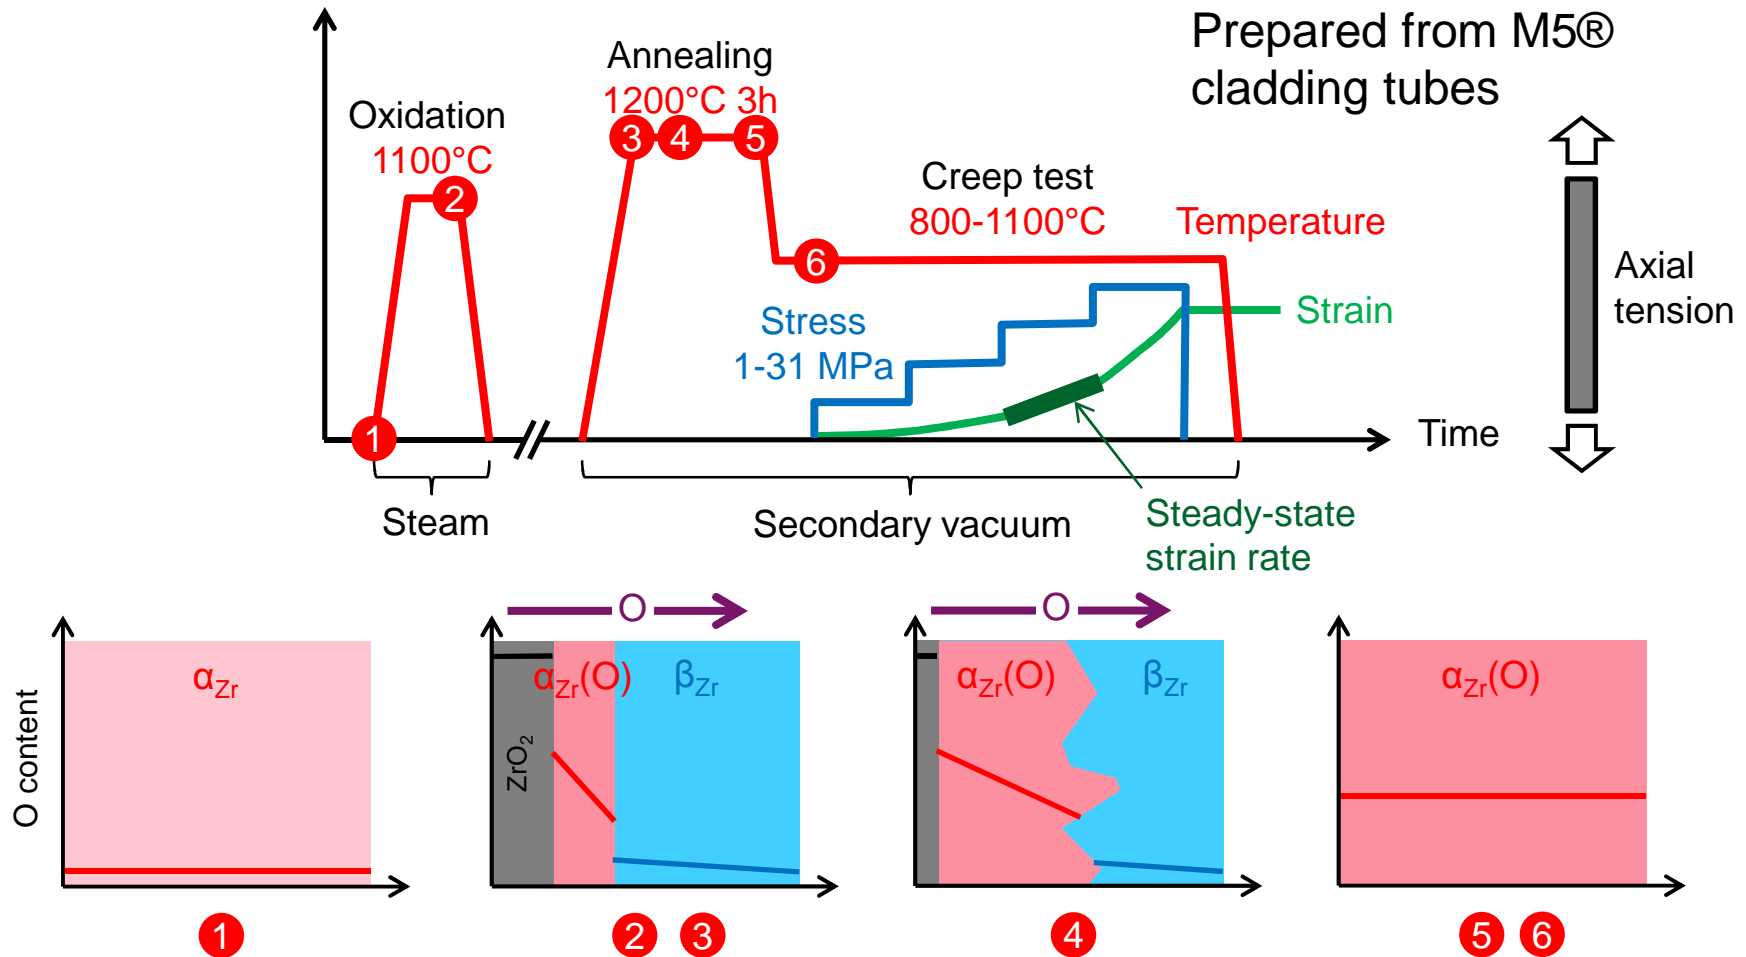 Prepared from M5®
cladding tubes
Annealing
1200°C 3h
Oxidation
1100°C
3
4
5
2
Creep test
800-1100°C
Temperature
6
Axial
tension
Stress
1-31 MPa
Strain
1
Time
Steam
Secondary vacuum
Steady-state
strain rate
O content
αZr
O
ZrO2
αZr(O)
βZr
O
αZr(O)
βZr
αZr(O)
1
2 3
4
5 6